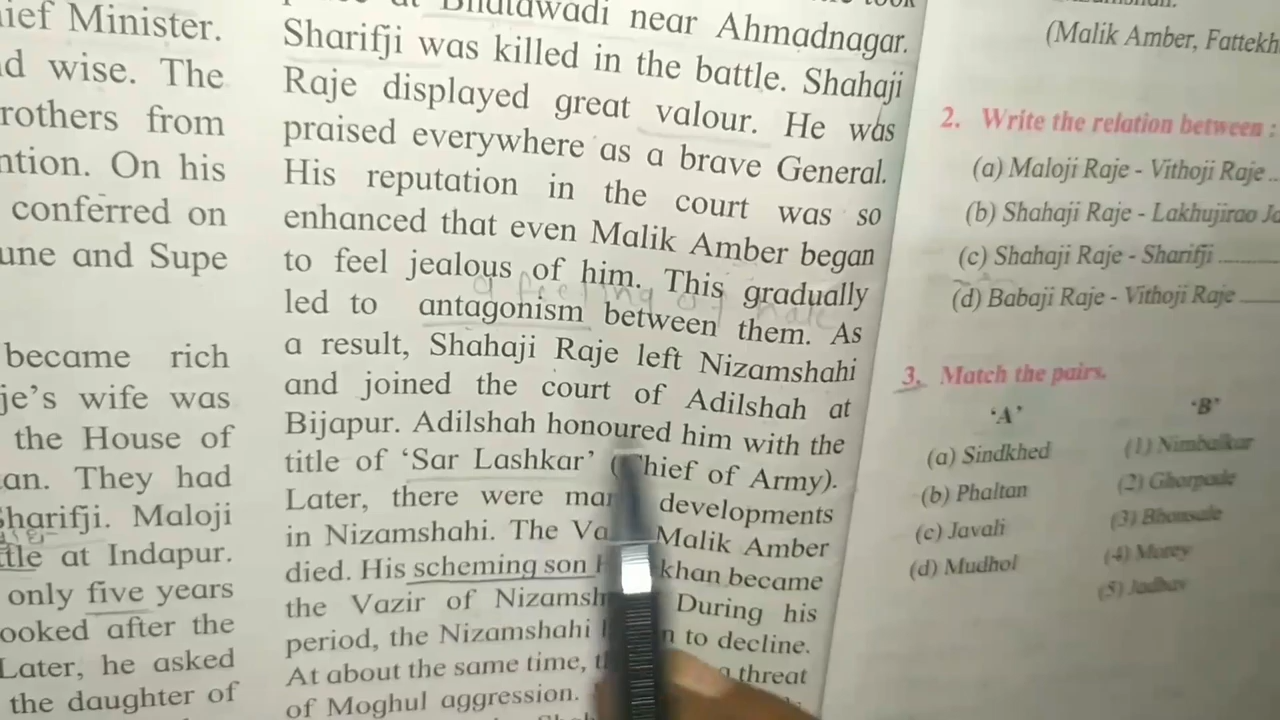 ief Minister.
d wise. The
rothers from
ntion. On his
conferred on
une and Supe
became rich
je's wife was
the House of
an. They had
Sharifji. Maloji
ttle at Indapur.
only five years
ooked after the
Later, he asked
the daughter of
Bhatawadi near Ahmadnagar.
Sharifji was killed in the battle. Shahaji
Raje displayed great valour. He was
praised everywhere as a brave General.
His reputation in the court was so
enhanced that even Malik Amber began
to feel jealous of him. This gradually
a feeling of hate
led to antagonism between them. As
a result, Shahaji Raje left Nizamshahi
and joined the court of Adilshah at
Bijapur. Adilshah honoured him with the
title of 'Sar Lashkar' (Chief of Army).
Later, there were developments
in Nizamshahi. The Malik Amber
died. His scheming son khan became
the Vazir of During his
period, the Nizamshahi to decline.
At about the same time, threat
of Moghul aggression.
(Malik Amber, Fattekh
2. Write the relation between :
(a) Maloji Raje - Vithoji Raje
(b) Shahaji Raje - Lakhujirao
(c) Shahaji Raje - Sharifji
(d) Babaji Raje - Vithoji Raje
3. Match the pairs.
'A' 'B'
(a) Sindkhed (1) Nimbalkar
(b) Phaltan (2) Ghorpade
(c) Javali (3) Bhonsale
(d) Mudhol (4) Morey
(5) Jadhav